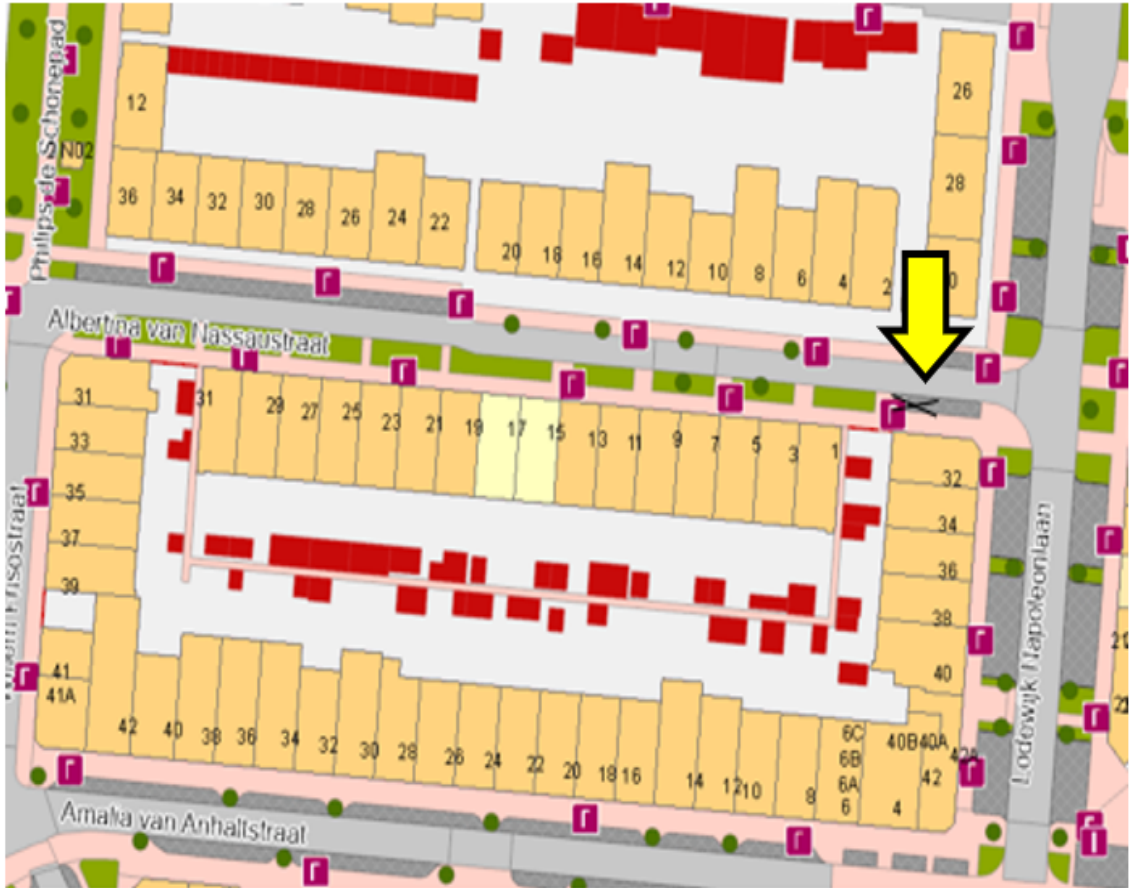 Philips de Schonepad
12
N02
26
28
36 34 32 30 28 26 24 22
20 18 16 14 12 10 8 6 4 2
0
Albertina van Nassaustraat
31 29 27 25 23 21 19 17 15 13 11 9 7 5 3 1
31
33
35
37
39
41
41A
32
34
36
38
40
Lodewijk Napoleonlaan
42 40 38 36 34 32 30 28 26 24 22 20 18 16 14 12 10 8
6C
6B
6A
6
4
40B 40A
42A
42
Amalia van Anhaltstraat